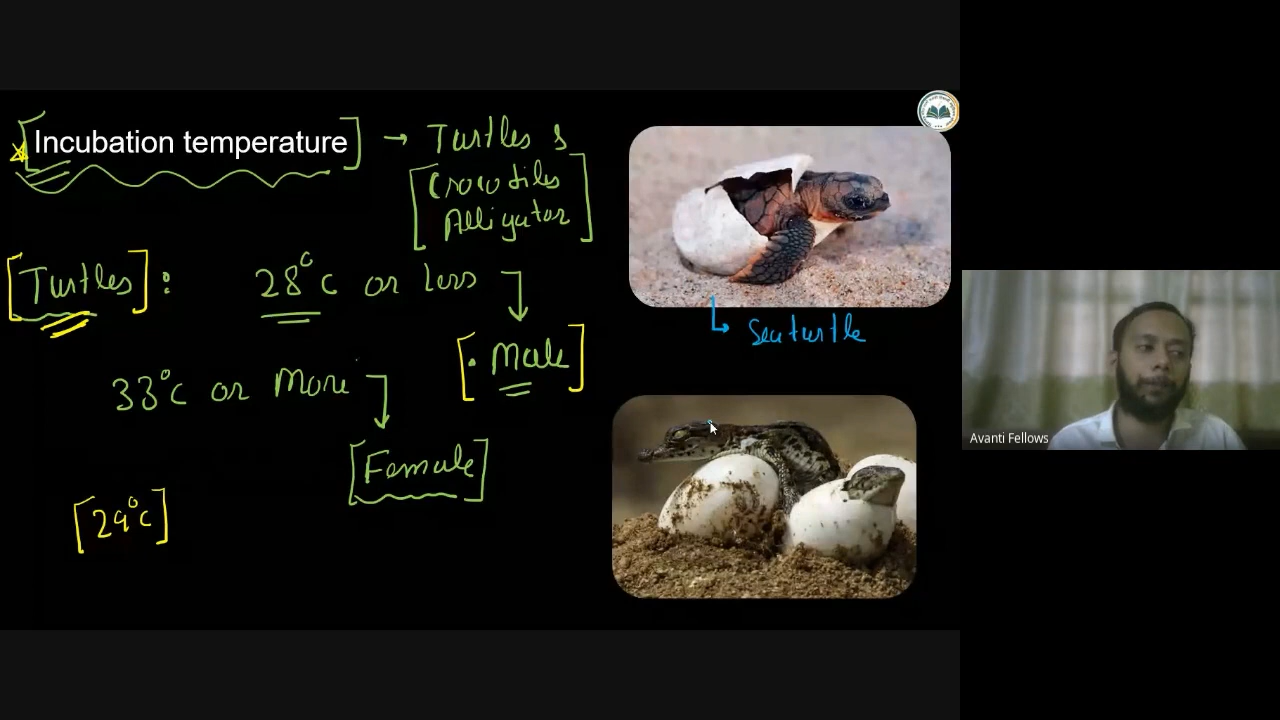 Incubation temperature → Turtles &
Crocodiles
Alligator
Turtles : 28°C or Less
Male
33°C or More
Female
29°C
Sea turtle
Avanti Fellows